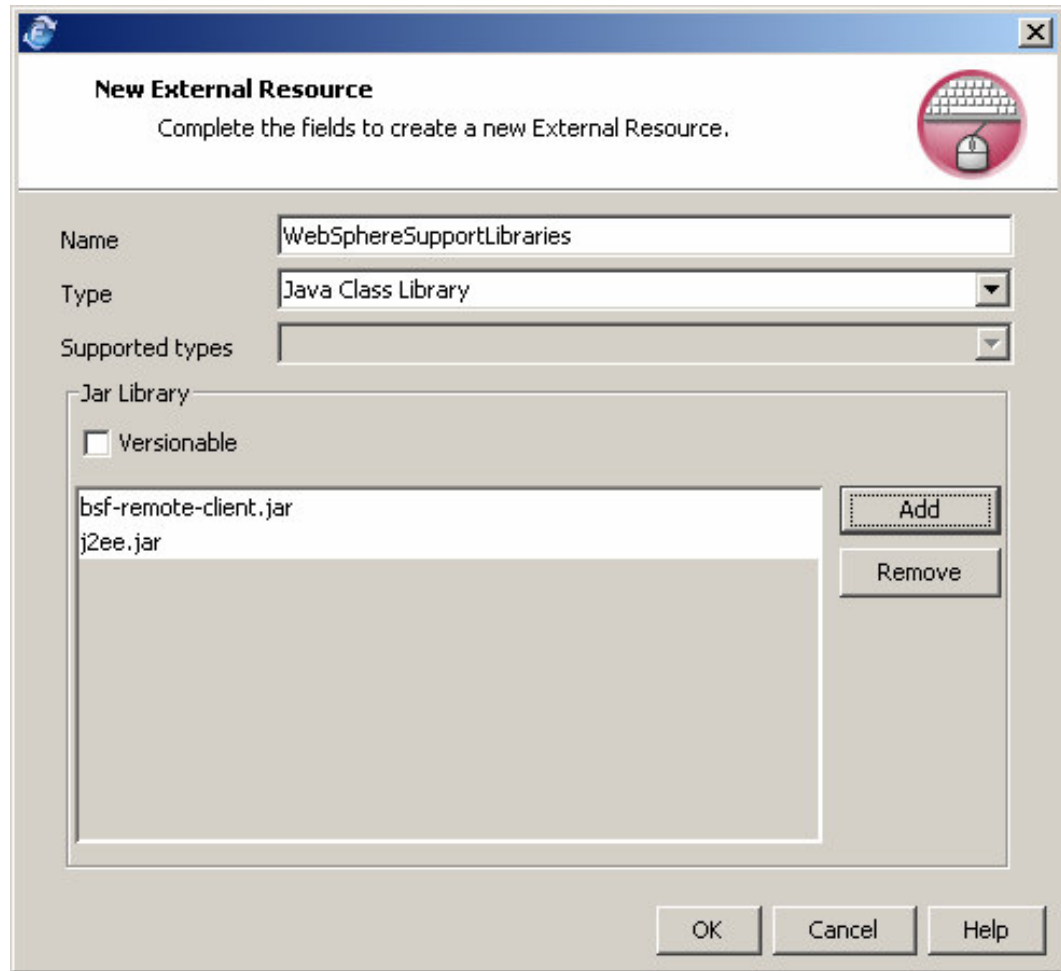 New External Resource
Complete the fields to create a new External Resource.
Name
WebSphereSupportLibraries
Type
Java Class Library
Supported types
Jar Library
Versionable
bsf-remote-client.jar
j2ee.jar
Add
Remove
OK
Cancel
Help